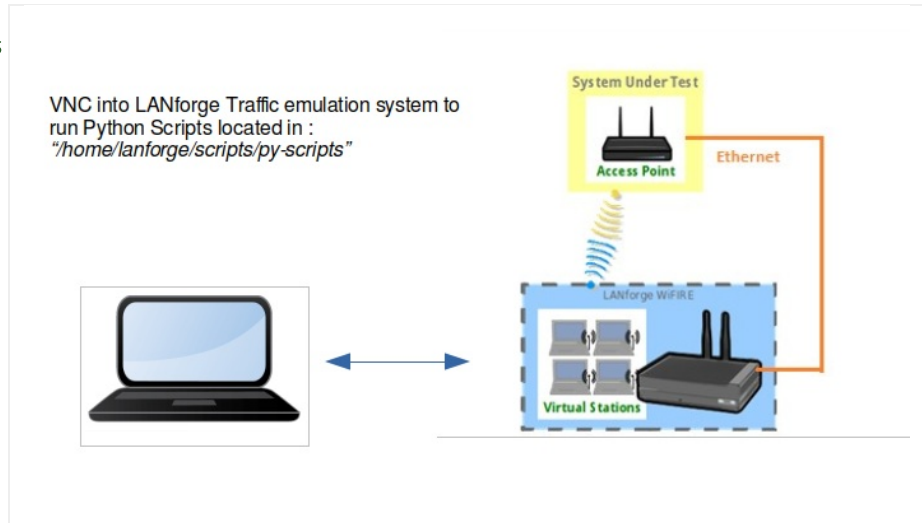 VNC into LANforge Traffic emulation system to
run Python Scripts located in :
“/home/lanforge/scripts/py-scripts”
System Under Test
Access Point
Ethernet
LANforge WiFIRE
Virtual Stations